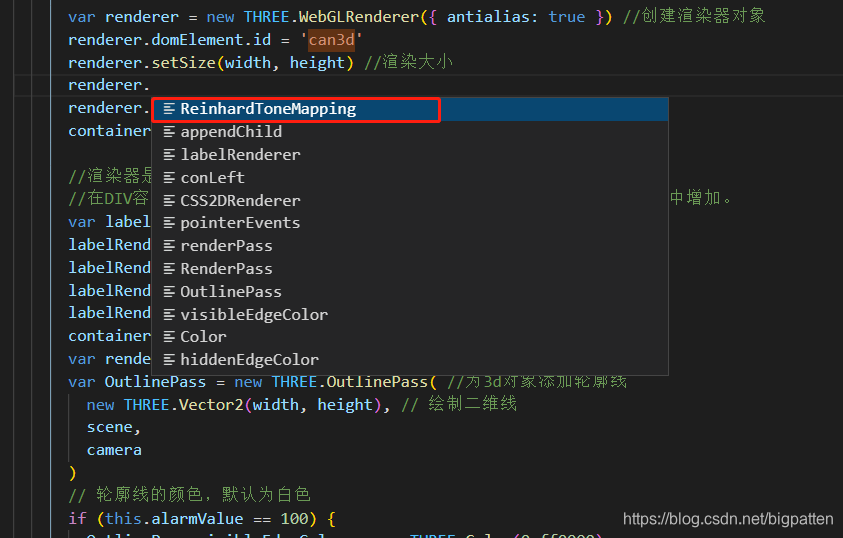 var renderer = new THREE.WebGLRenderer({ antialias: true }) //创建渲染器对象
renderer.domElement.id = 'can3d'
renderer.setSize(width, height) //渲染大小
renderer.
renderer.
ReinhardToneMapping
container
appendChild
labelRenderer
//渲染器是
conLeft
//在DIV容
CSS2DRenderer
中增加。
var label
pointerEvents
labelRend
renderPass
labelRend
RenderPass
labelRend
OutlinePass
labelRend
visibleEdgeColor
container
Color
var rende
hiddenEdgeColor
var OutlinePass = new THREE.OutlinePass( //为3d对象添加轮廓线
new THREE.Vector2(width, height), // 绘制二维线
scene,
camera
)
// 轮廓线的颜色，默认为白色
if (this.alarmValue == 100) {
https://blog.csdn.net/bigpatten